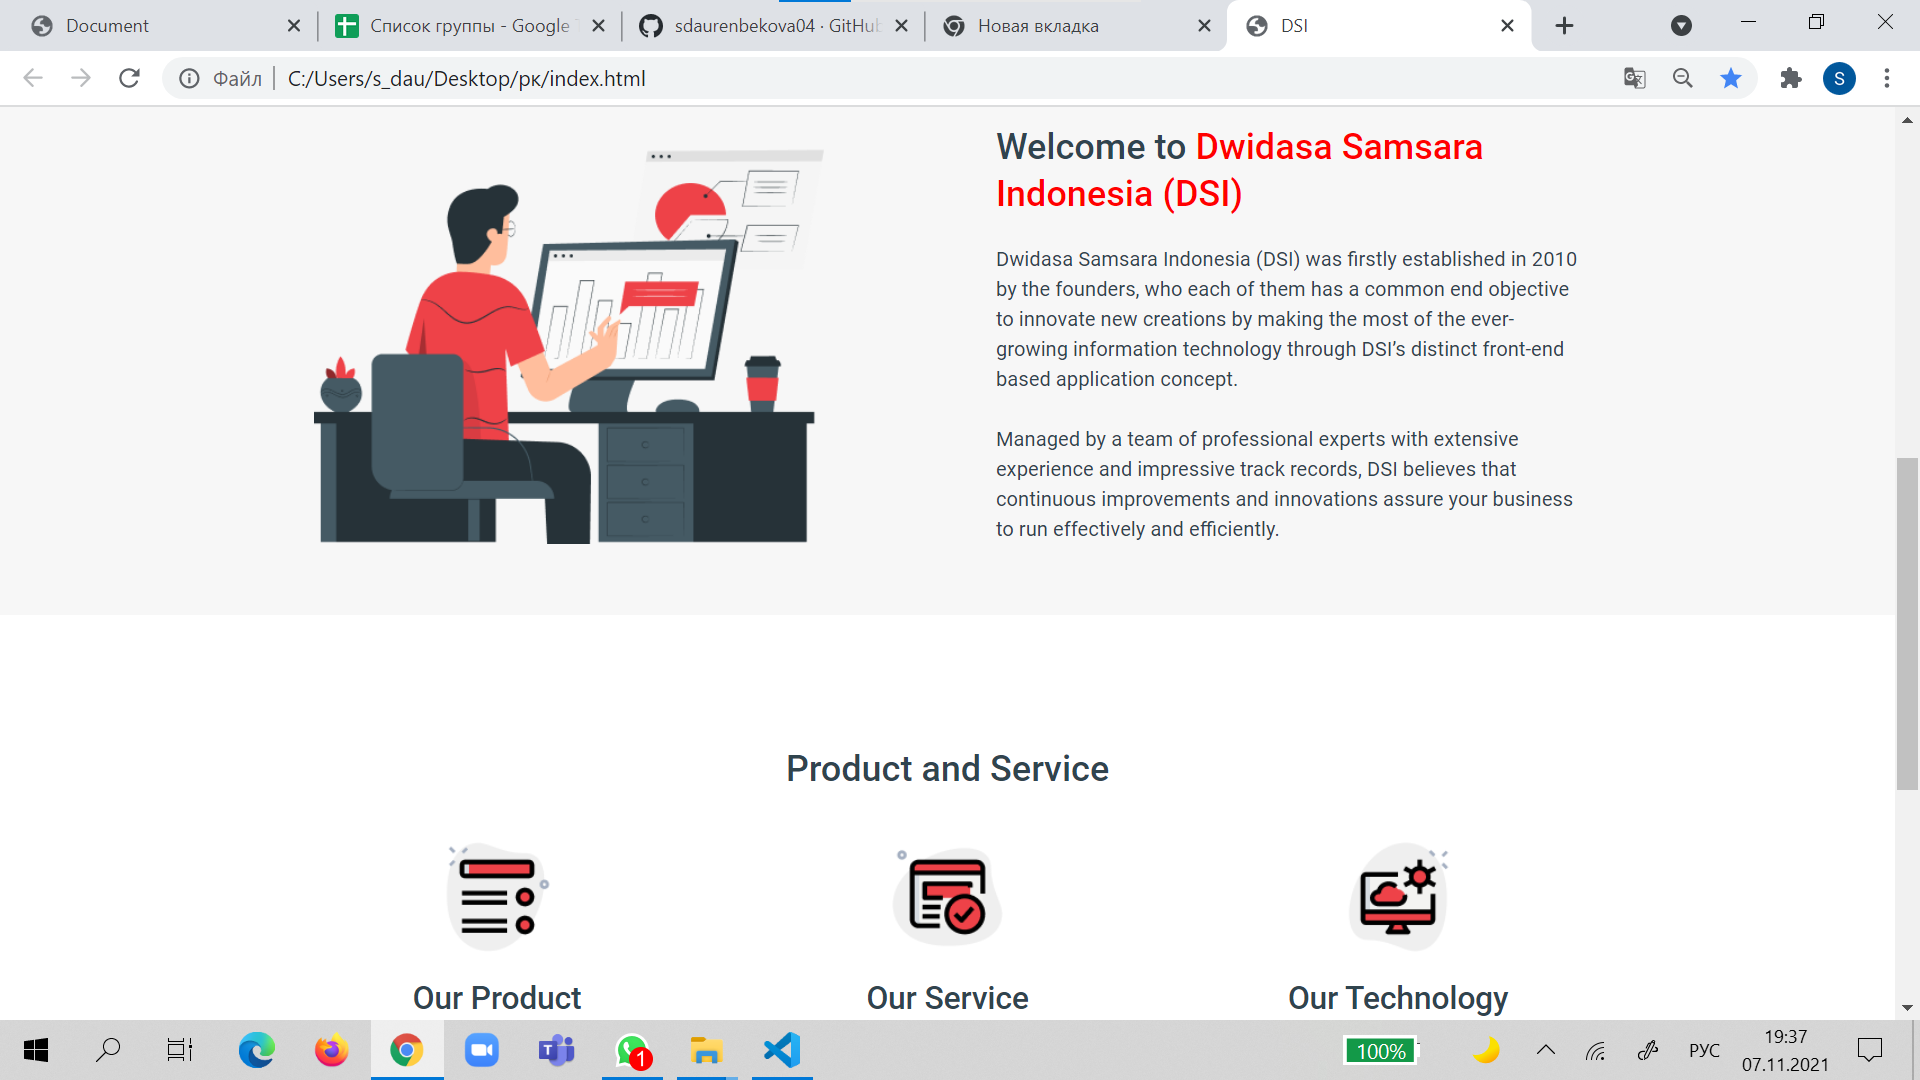 Document
Список группы - Google
sdaurenbekova04 · GitHub
Новая вкладка
DSI
Файл
C:/Users/s_dau/Desktop/рк/index.html
S
Welcome to Dwidasa Samsara
Indonesia (DSI)
Dwidasa Samsara Indonesia (DSI) was firstly established in 2010
by the founders, who each of them has a common end objective
to innovate new creations by making the most of the ever-
growing information technology through DSI’s distinct front-end
based application concept.
Managed by a team of professional experts with extensive
experience and impressive track records, DSI believes that
continuous improvements and innovations assure your business
to run effectively and efficiently.
Product and Service
Our Product
Our Service
Our Technology
1
100%
РУС
19:37
07.11.2021